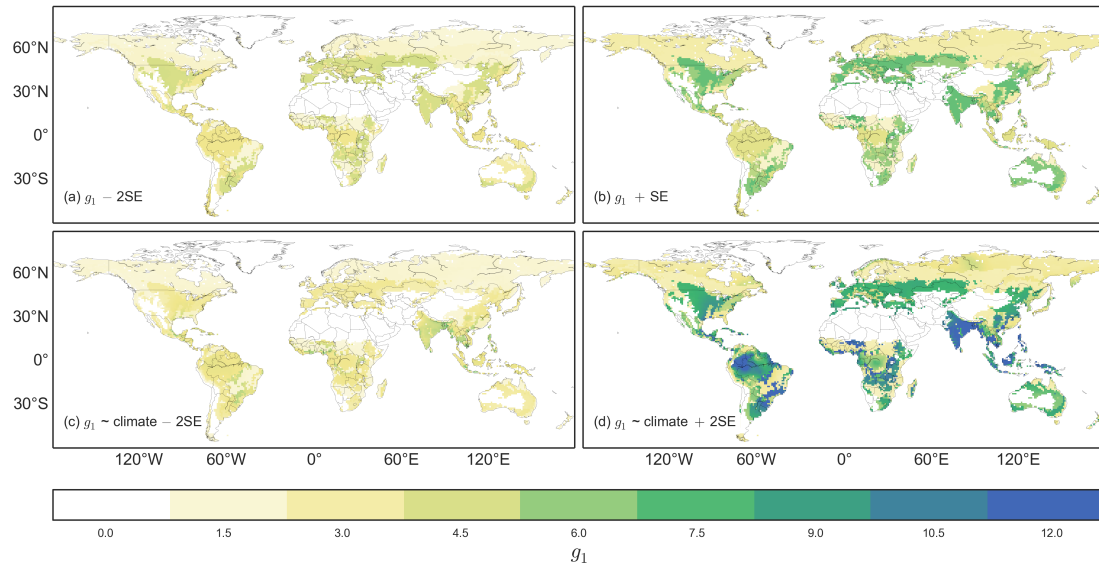 60°N
30°N
0°
30°S
(a) g₁ − 2SE
(b) g₁ + SE
60°N
30°N
0°
30°S
(c) g₁ ~ climate − 2SE
(d) g₁ ~ climate + 2SE
120°W 60°W 0° 60°E 120°E 120°W 60°W 0° 60°E 120°E
0.0 1.5 3.0 4.5 6.0 7.5 9.0 10.5 12.0
g₁